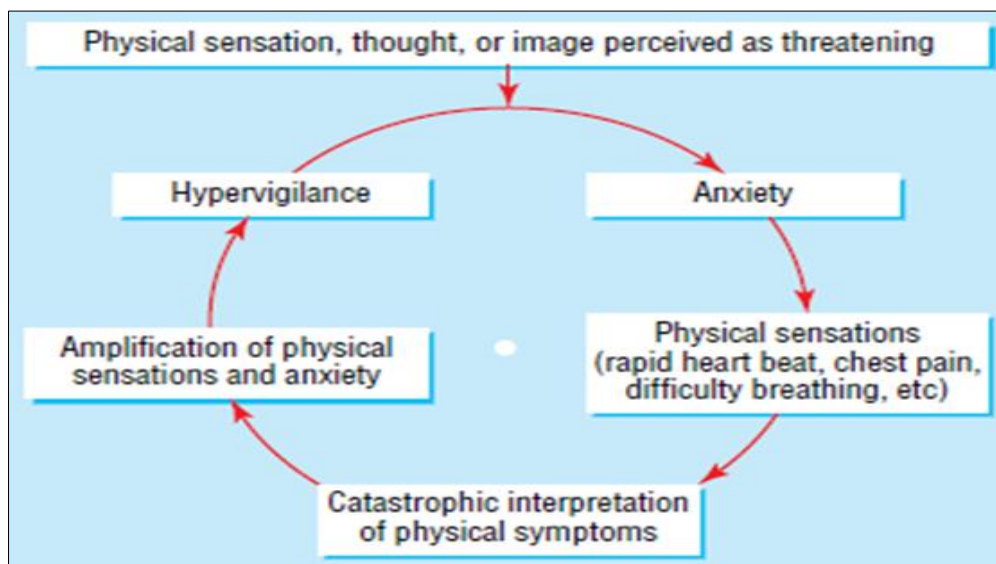 Physical sensation, thought, or image perceived as threatening
Hypervigilance
Anxiety
Amplification of physical
sensations and anxiety
Physical sensations
(rapid heart beat, chest pain,
difficulty breathing, etc)
Catastrophic interpretation
of physical symptoms